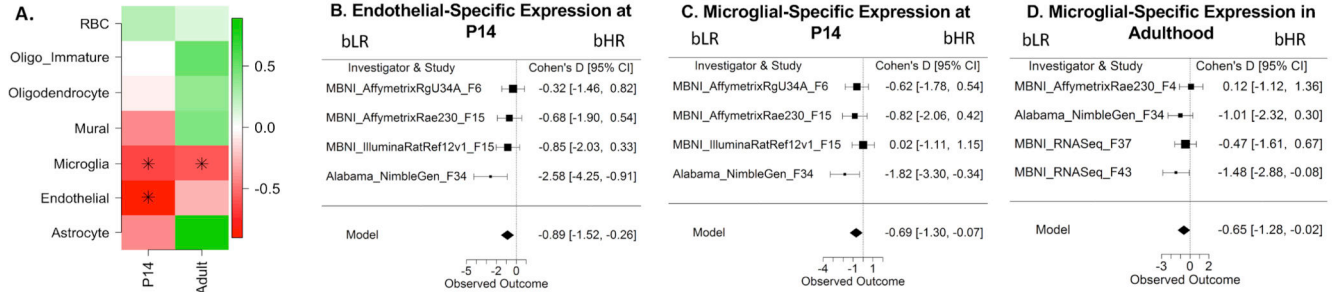 A.
RBC
Oligo_Immature
Oligodendrocyte
Mural
Microglia
Endothelial
Astrocyte
✳ ✳
✳
P14
Adult
0.5
0.0
-0.5
B. Endothelial-Specific Expression at
P14
bLR bHR
Investigator & Study Cohen's D [95% CI]
MBNI_AffymetrixRgU34A_F6 -0.32 [-1.46, 0.82]
MBNI_AffymetrixRae230_F15 -0.68 [-1.90, 0.54]
MBNI_IlluminaRatRef12v1_F15 -0.85 [-2.03, 0.33]
Alabama_NimbleGen_F34 -2.58 [-4.25, -0.91]
Model -0.89 [-1.52, -0.26]
-5 -2 0
Observed Outcome
C. Microglial-Specific Expression at
P14
bLR bHR
Investigator & Study Cohen's D [95% CI]
MBNI_AffymetrixRgU34A_F6 -0.62 [-1.78, 0.54]
MBNI_AffymetrixRae230_F15 -0.82 [-2.06, 0.42]
MBNI_IlluminaRatRef12v1_F15 0.02 [-1.11, 1.15]
Alabama_NimbleGen_F34 -1.82 [-3.30, -0.34]
Model -0.69 [-1.30, -0.07]
-4 -1 1
Observed Outcome
D. Microglial-Specific Expression in
Adulthood
bLR bHR
Investigator & Study Cohen's D [95% CI]
MBNI_AffymetrixRae230_F4 0.12 [-1.12, 1.36]
Alabama_NimbleGen_F34 -1.01 [-2.32, 0.30]
MBNI_RNASeq_F37 -0.47 [-1.61, 0.67]
MBNI_RNASeq_F43 -1.48 [-2.88, -0.08]
Model -0.65 [-1.28, -0.02]
-3 0 2
Observed Outcome